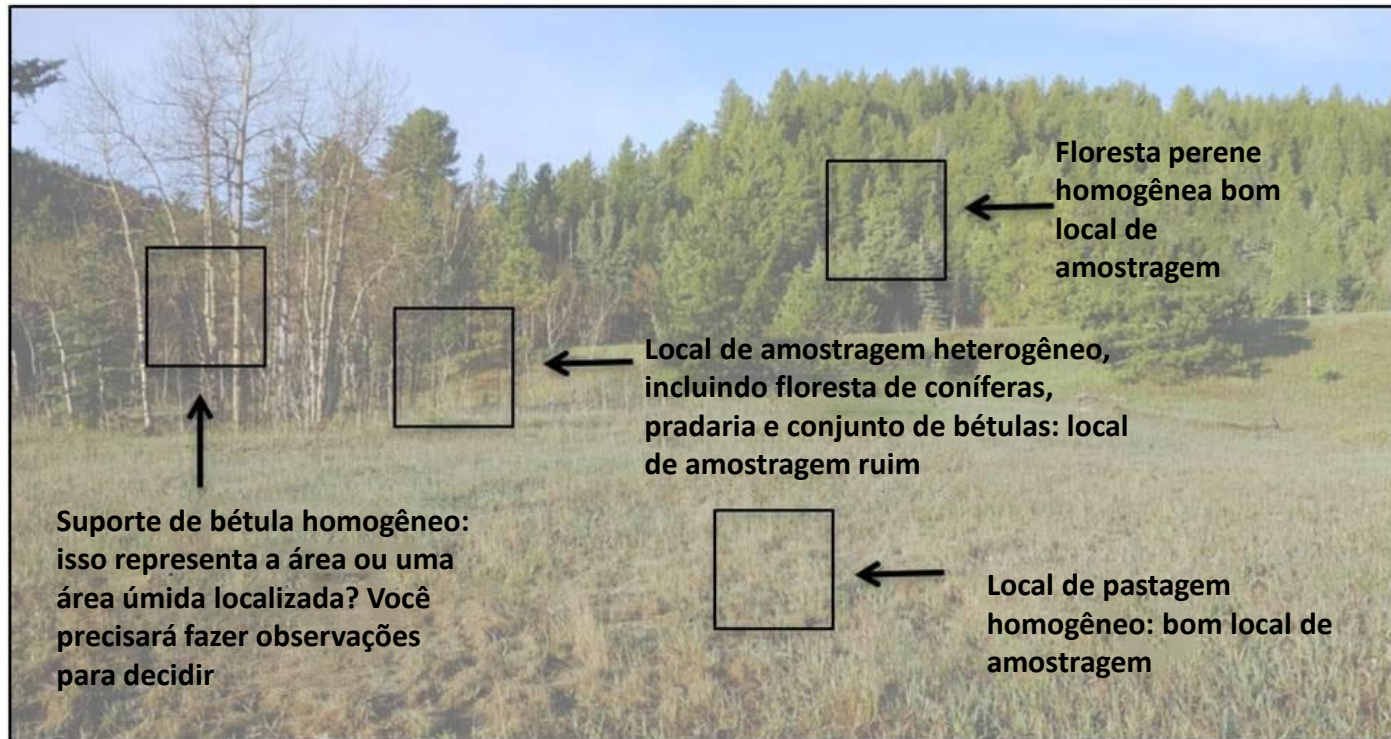 Floresta perene
homogênea bom
local de
amostragem
Local de amostragem heterogêneo,
incluindo floresta de coníferas,
pradaria e conjunto de bétulas: local
de amostragem ruim
Suporte de bétula homogêneo:
isso representa a área ou uma
área úmida localizada? Você
precisará fazer observações
para decidir
Local de pastagem
homogêneo: bom local de
amostragem